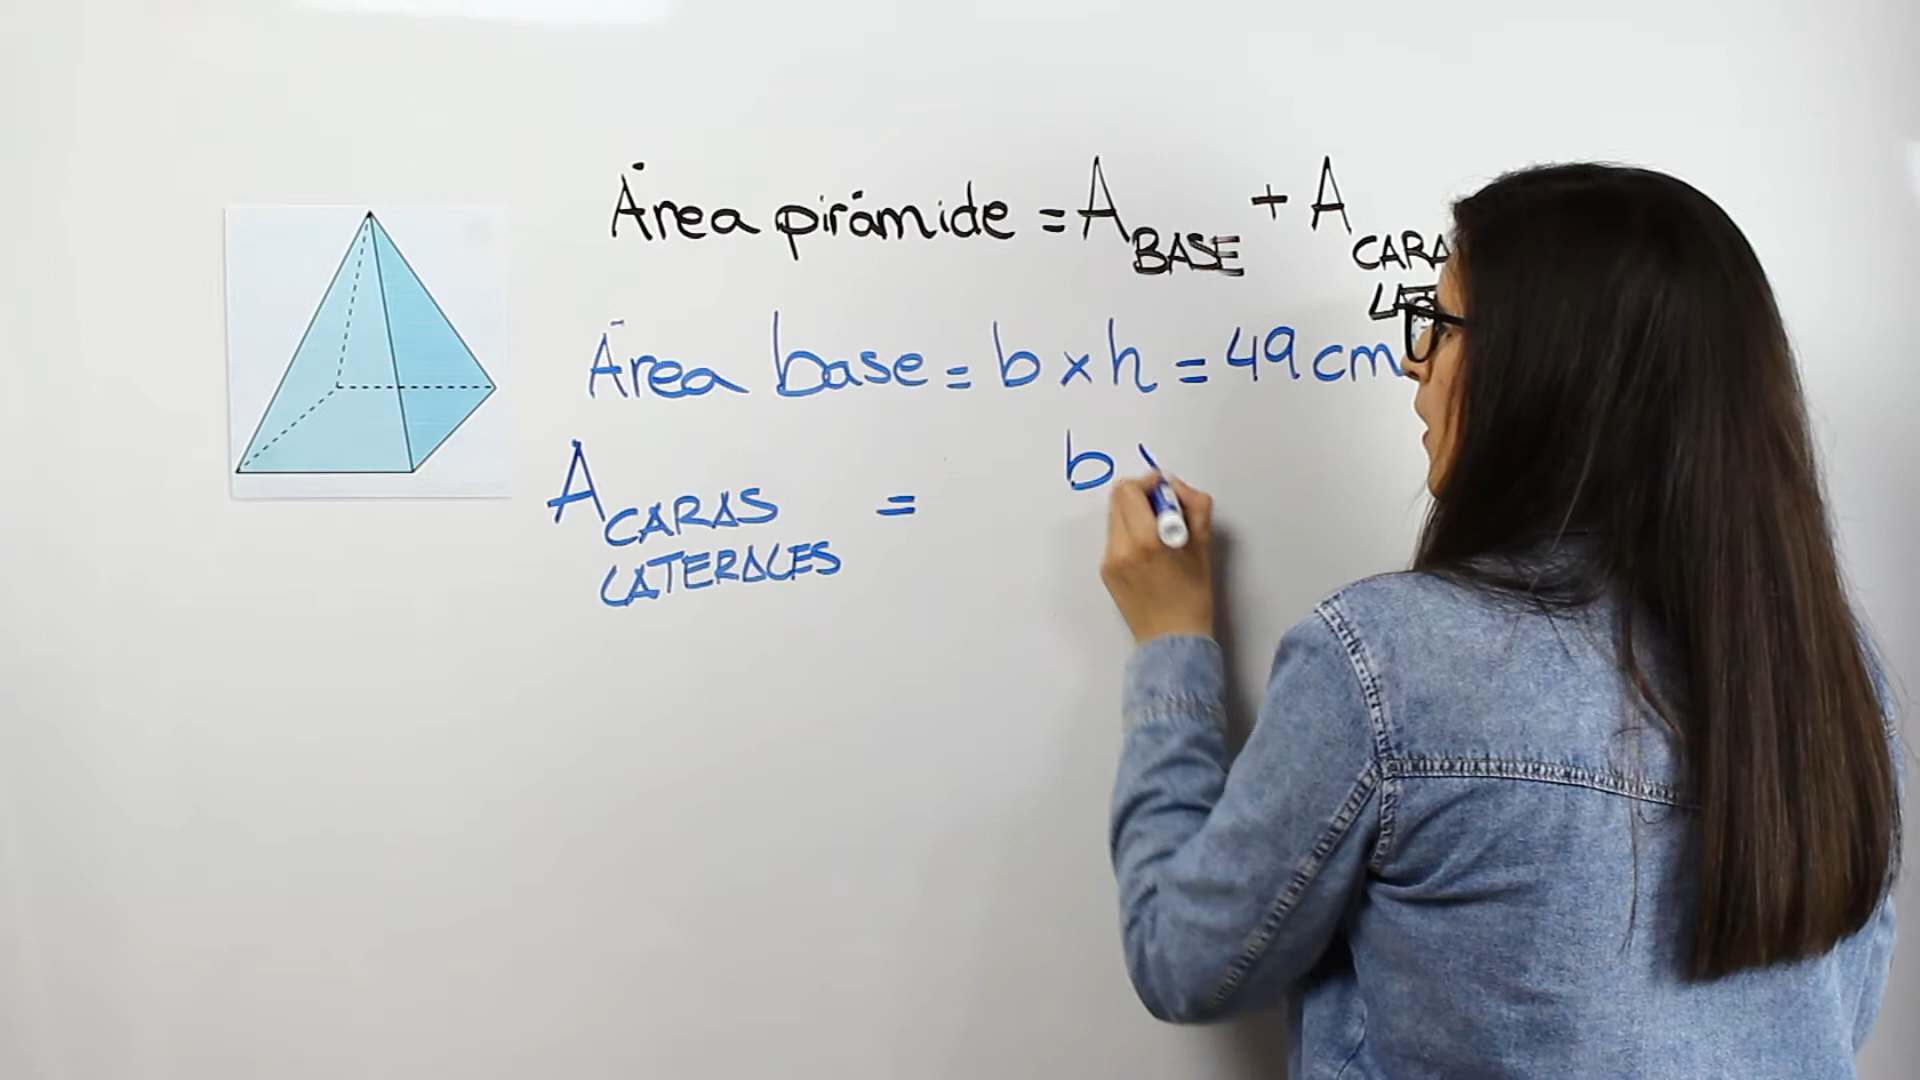 Área pirámide = A BASE + A CARA
Área base = b x h = 49 cm
A CARAS LATERALES = b